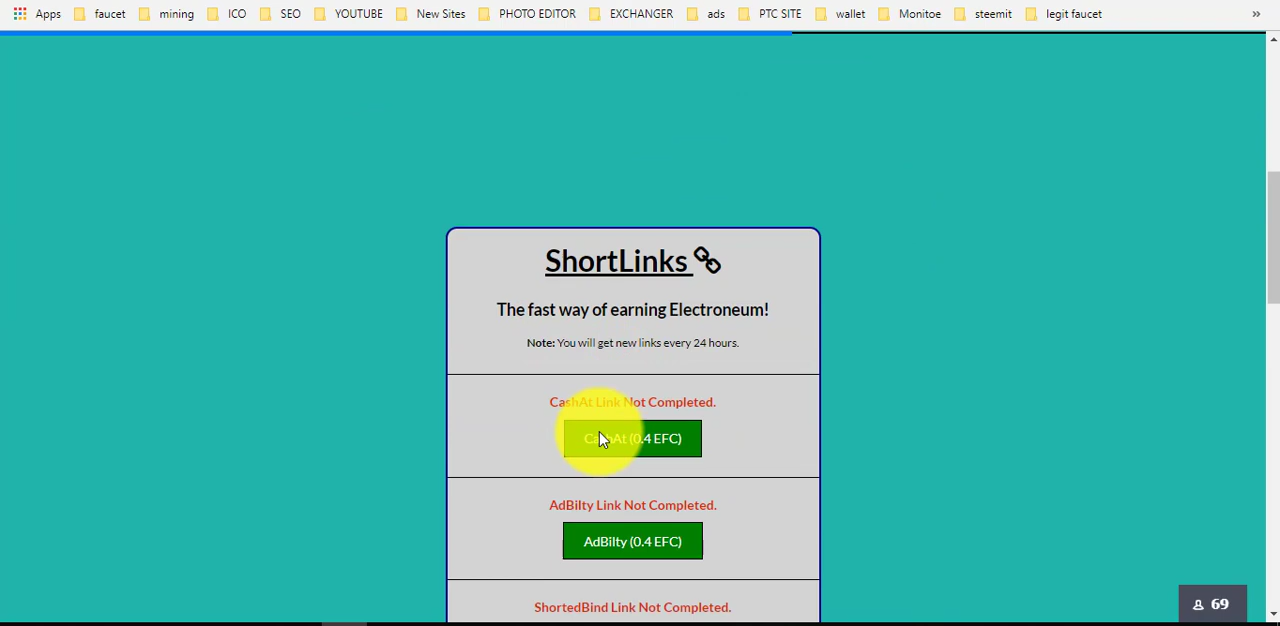 Apps faucet mining ICO SEO YOUTUBE New Sites PHOTO EDITOR EXCHANGER ads PTC SITE wallet Monitoe steemit legit faucet »
ShortLinks
The fast way of earning Electroneum!
Note: You will get new links every 24 hours.
CashAt Link Not Completed.
CashAt (0.4 EFC)
AdBilty Link Not Completed.
AdBilty (0.4 EFC)
ShortedBind Link Not Completed.
69